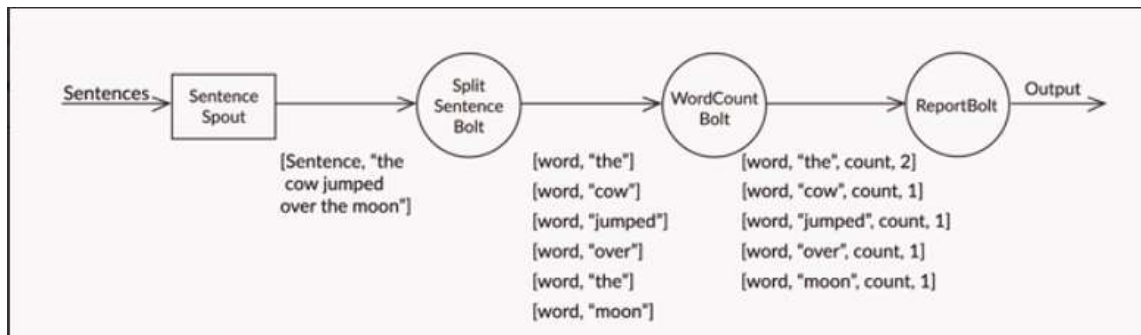 Sentences
Sentence
Spout
Split
Sentence
Bolt
WordCount
Bolt
ReportBolt
Output
[Sentence, "the
cow jumped
over the moon"]
[word, "the"]
[word, "cow"]
[word, "jumped"]
[word, "over"]
[word, "the"]
[word, "moon"]
[word, "the", count, 2]
[word, "cow", count, 1]
[word, "jumped", count, 1]
[word, "over", count, 1]
[word, "moon", count, 1]